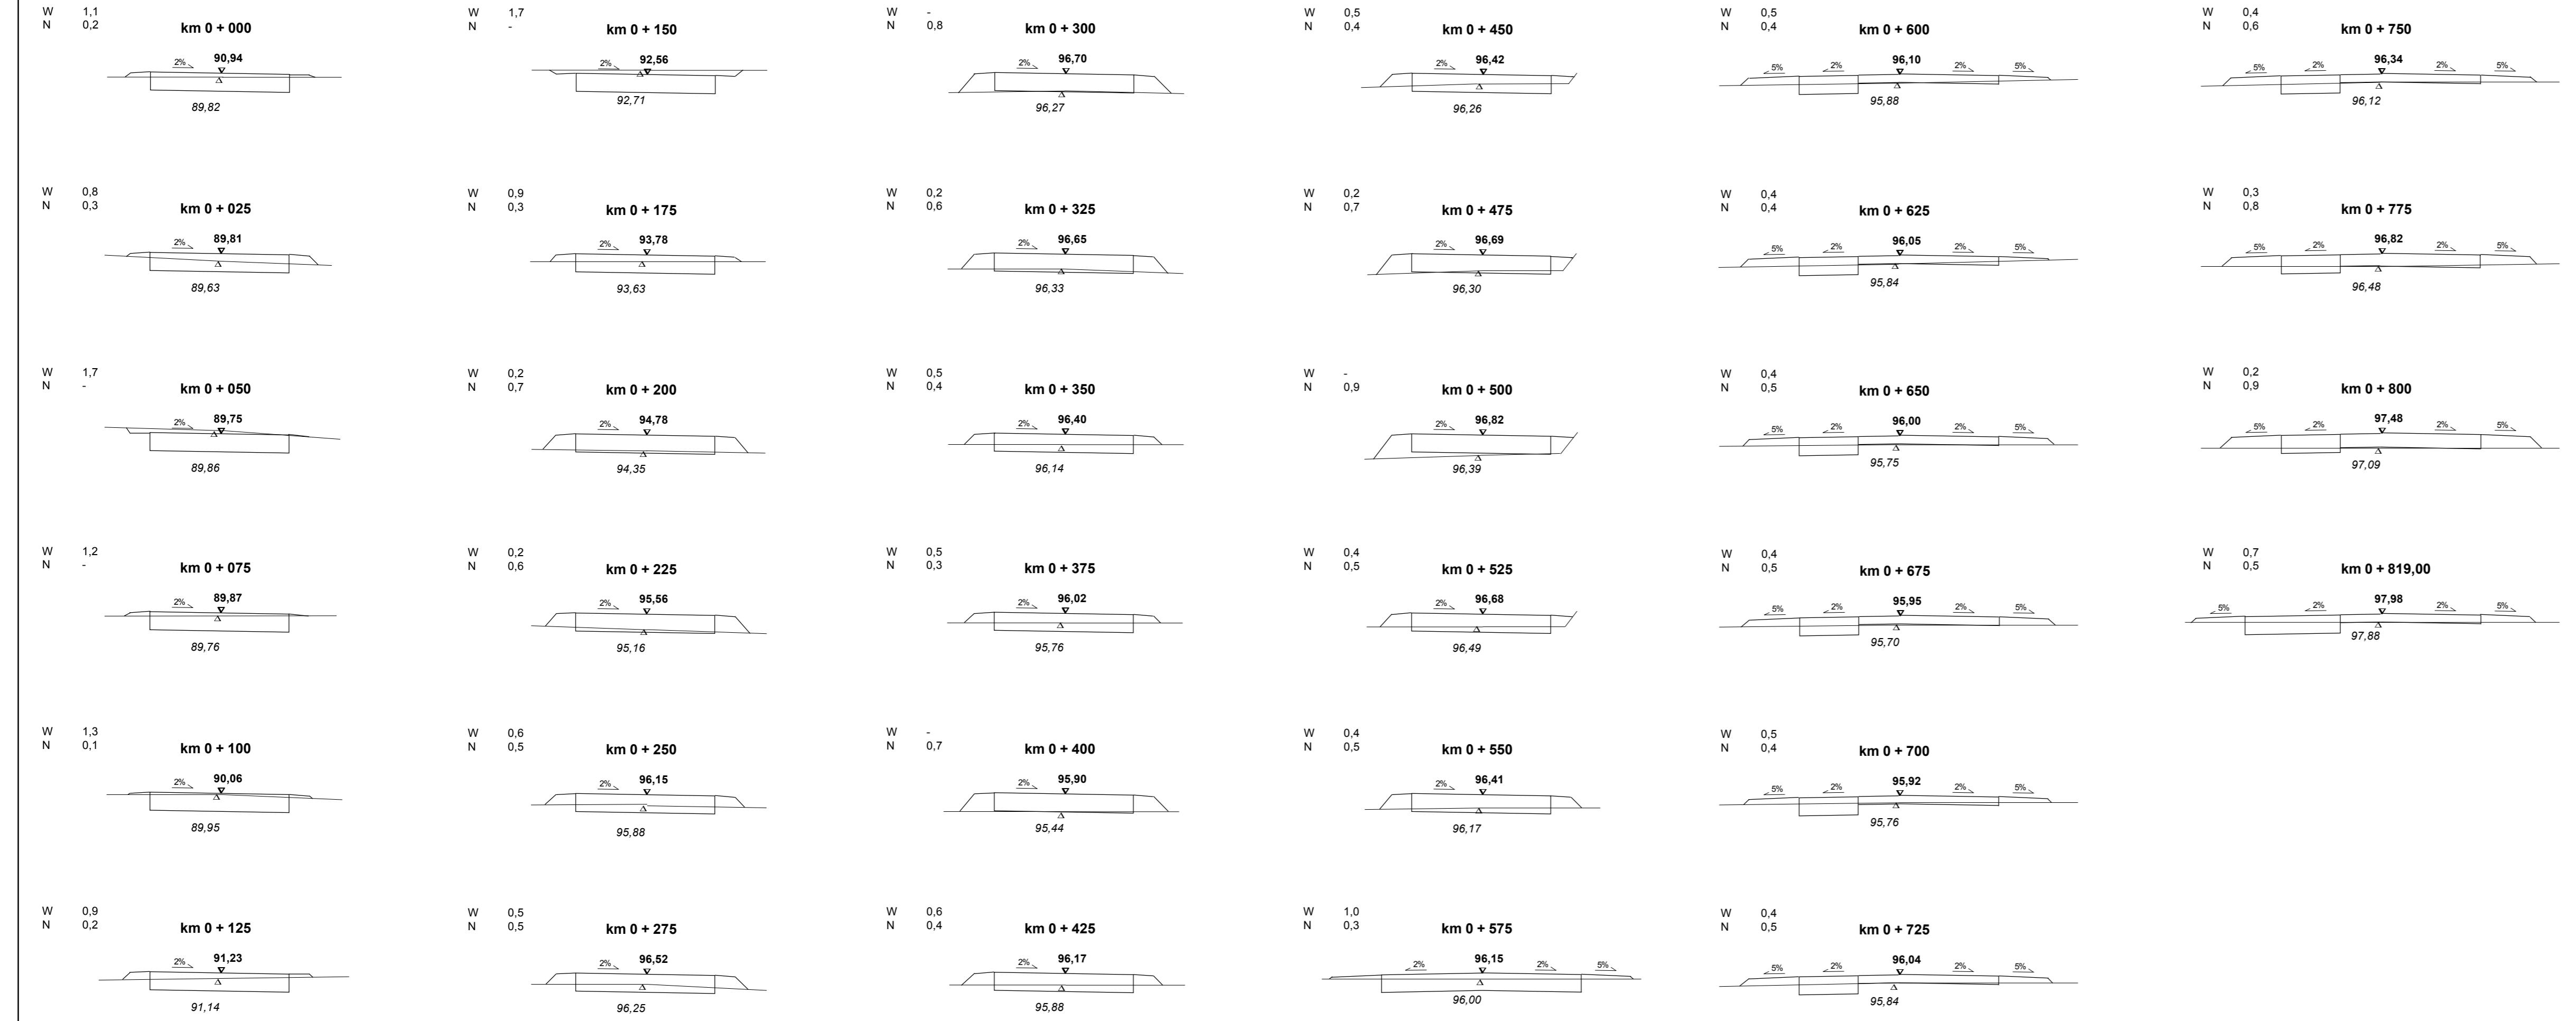 W 1,1
N 0,2
km 0 + 000
90,94
2%
89,82
W 0,8
N 0,3
km 0 + 025
89,81
2%
89,63
W 1,7
N -
km 0 + 050
89,75
2%
89,86
W 1,2
N -
km 0 + 075
89,87
2%
89,76
W 1,3
N 0,1
km 0 + 100
90,06
2%
89,95
W 0,9
N 0,2
km 0 + 125
91,23
2%
91,14
W 1,7
N -
km 0 + 150
92,56
2%
92,71
W 0,9
N 0,3
km 0 + 175
93,78
2%
93,63
W 0,2
N 0,7
km 0 + 200
94,78
2%
94,35
W 0,2
N 0,6
km 0 + 225
95,56
2%
95,16
W 0,6
N 0,5
km 0 + 250
96,15
2%
95,88
W 0,5
N 0,5
km 0 + 275
96,52
2%
96,25
W -
N 0,8
km 0 + 300
96,70
2%
96,27
W 0,2
N 0,6
km 0 + 325
96,65
2%
96,33
W 0,5
N 0,4
km 0 + 350
96,40
2%
96,14
W 0,5
N 0,3
km 0 + 375
96,02
2%
95,76
W -
N 0,7
km 0 + 400
95,90
2%
95,44
W 0,6
N 0,4
km 0 + 425
96,17
2%
95,88
W 0,5
N 0,4
km 0 + 450
96,42
2%
96,26
W 0,2
N 0,7
km 0 + 475
96,69
2%
96,30
W -
N 0,9
km 0 + 500
96,82
2%
96,39
W 0,4
N 0,5
km 0 + 525
96,68
2%
96,49
W 0,4
N 0,5
km 0 + 550
96,41
2%
96,17
W 1,0
N 0,3
km 0 + 575
96,15
2% 2% 5%
96,00
W 0,5
N 0,4
km 0 + 600
96,10
5% 2% 2% 5%
95,88
W 0,4
N 0,4
km 0 + 625
96,05
5% 2% 2% 5%
95,84
W 0,4
N 0,5
km 0 + 650
96,00
5% 2% 2% 5%
95,75
W 0,4
N 0,5
km 0 + 675
95,95
5% 2% 2% 5%
95,70
W 0,5
N 0,4
km 0 + 700
95,92
5% 2% 2% 5%
95,76
W 0,4
N 0,5
km 0 + 725
96,04
5% 2% 2% 5%
95,84
W 0,4
N 0,6
km 0 + 750
96,34
5% 2% 2% 5%
96,12
W 0,3
N 0,8
km 0 + 775
96,82
5% 2% 2% 5%
96,48
W 0,2
N 0,9
km 0 + 800
97,48
5% 2% 2% 5%
97,09
W 0,7
N 0,5
km 0 + 819,00
97,98
5% 2% 2% 5%
97,88